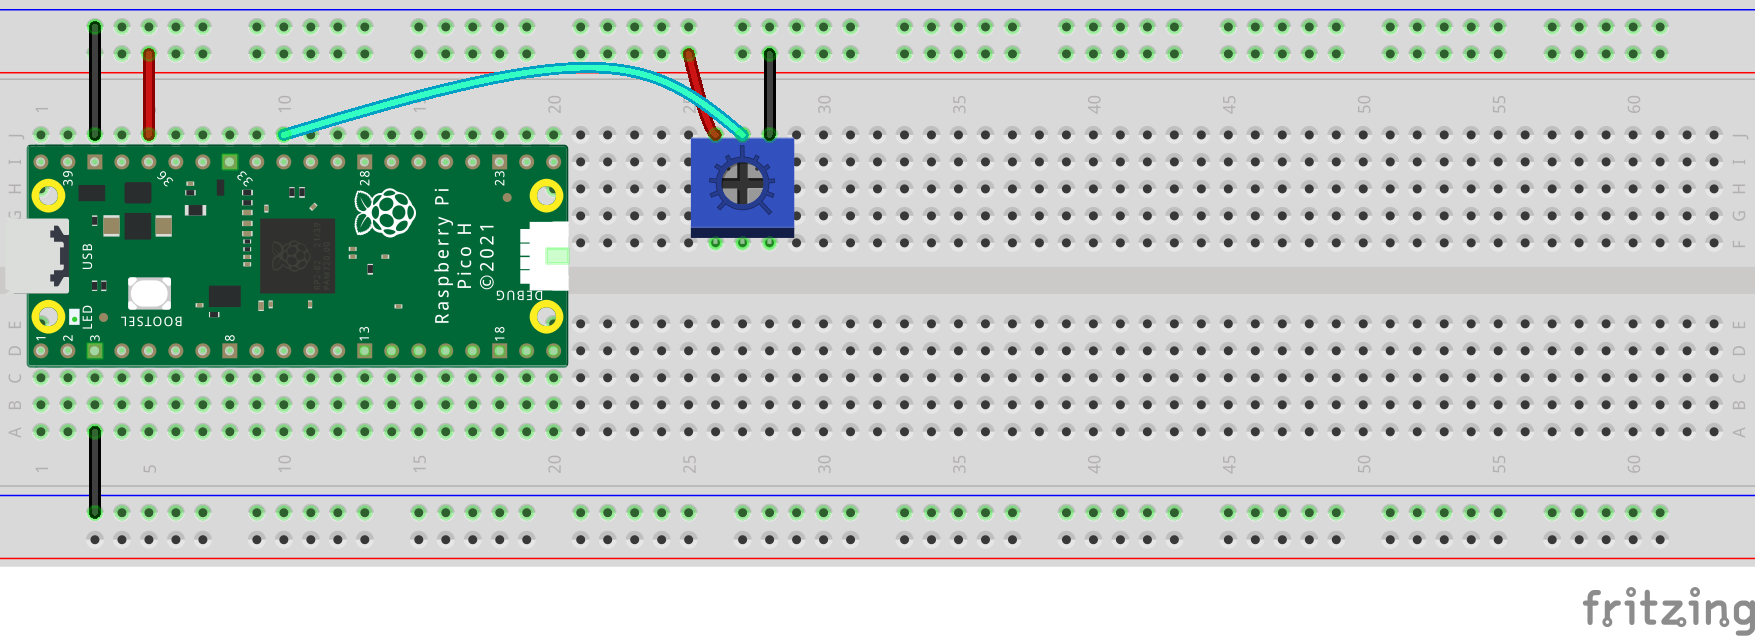 1 10 15 20 25 30 35 40 45 50 55 60
J J
I I
H H
G G
F F
39 36 33 28 23
USB
Raspberry Pi
Pico H
©2021
DEBUG
BOOTSEL
LED
1 2 3 8 13 18
E E
D D
C C
B B
A A
1 5 10 15 20 25 30 35 40 45 50 55 60
fritzing